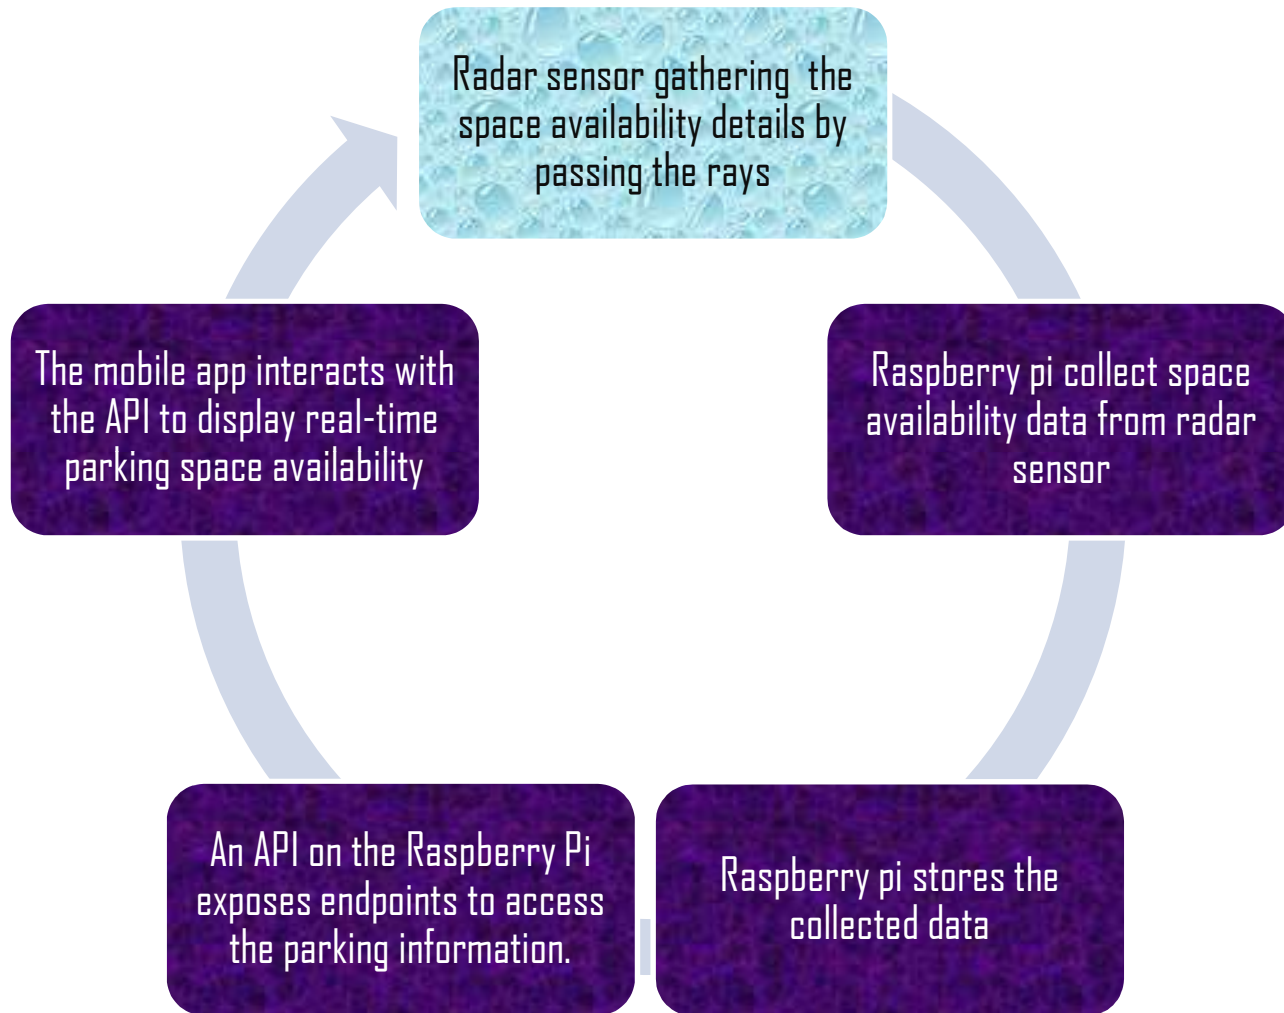 Radar sensor gathering the
space availability details by
passing the rays
Raspberry pi collect space
availability data from radar
sensor
Raspberry pi stores the
collected data
An API on the Raspberry Pi
exposes endpoints to access
the parking information.
The mobile app interacts with
the API to display real-time
parking space availability